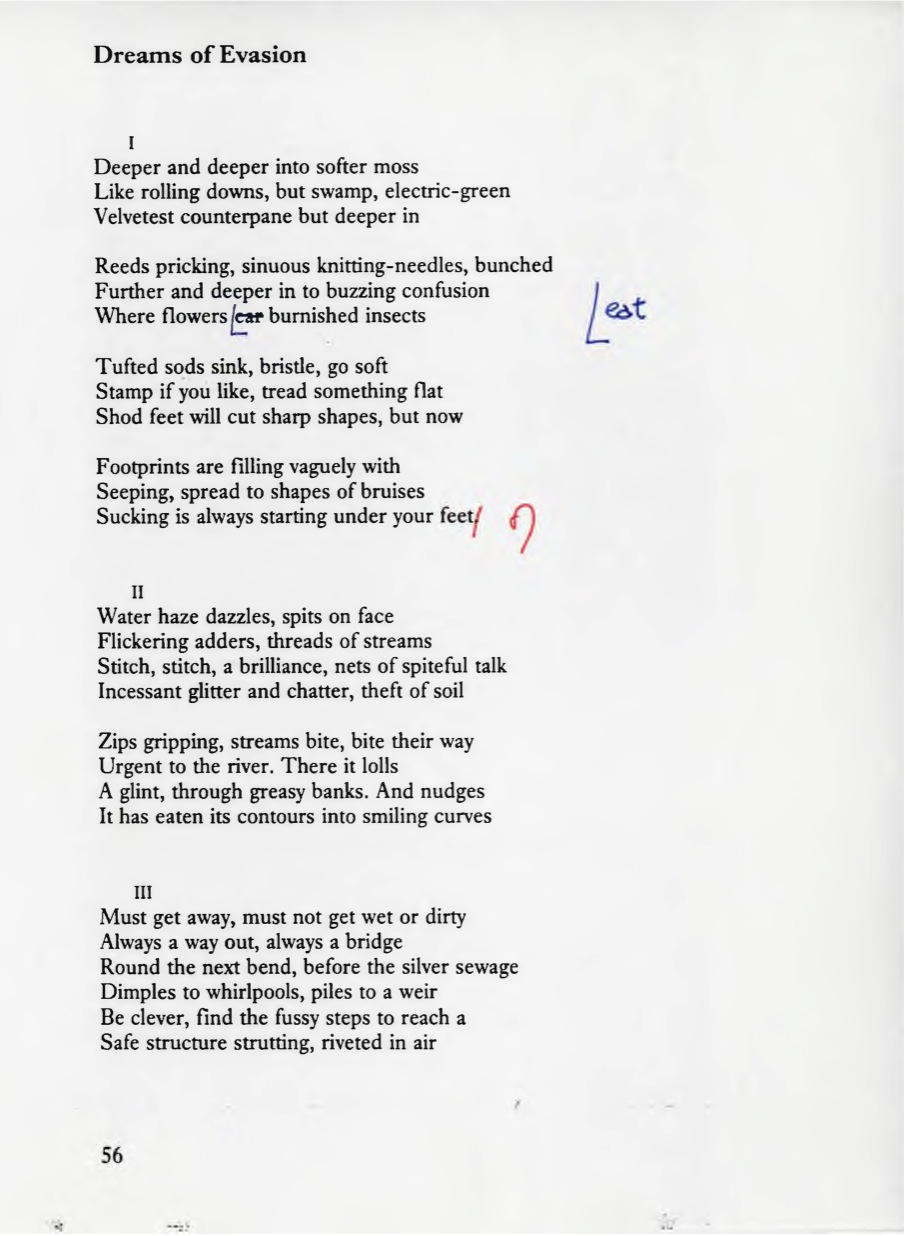 Dreams of Evasion
I
Deeper and deeper into softer moss
Like rolling downs, but swamp, electric-green
Velvetest counterpane but deeper in
Reeds pricking, sinuous knitting-needles, bunched
Further and deeper in to buzzing confusion
Where flowers car burnished insects
eat
Tufted sods sink, bristle, go soft
Stamp if you like, tread something flat
Shod feet will cut sharp shapes, but now
Footprints are filling vaguely with
Seeping, spread to shapes of bruises
Sucking is always starting under your feet.
II
Water haze dazzles, spits on face
Flickering adders, threads of streams
Stitch, stitch, a brilliance, nets of spiteful talk
Incessant glitter and chatter, theft of soil
Zips gripping, streams bite, bite their way
Urgent to the river. There it lolls
A glint, through greasy banks. And nudges
It has eaten its contours into smiling curves
III
Must get away, must not get wet or dirty
Always a way out, always a bridge
Round the next bend, before the silver sewage
Dimples to whirlpools, piles to a weir
Be clever, find the fussy steps to reach a
Safe structure strutting, riveted in air
56